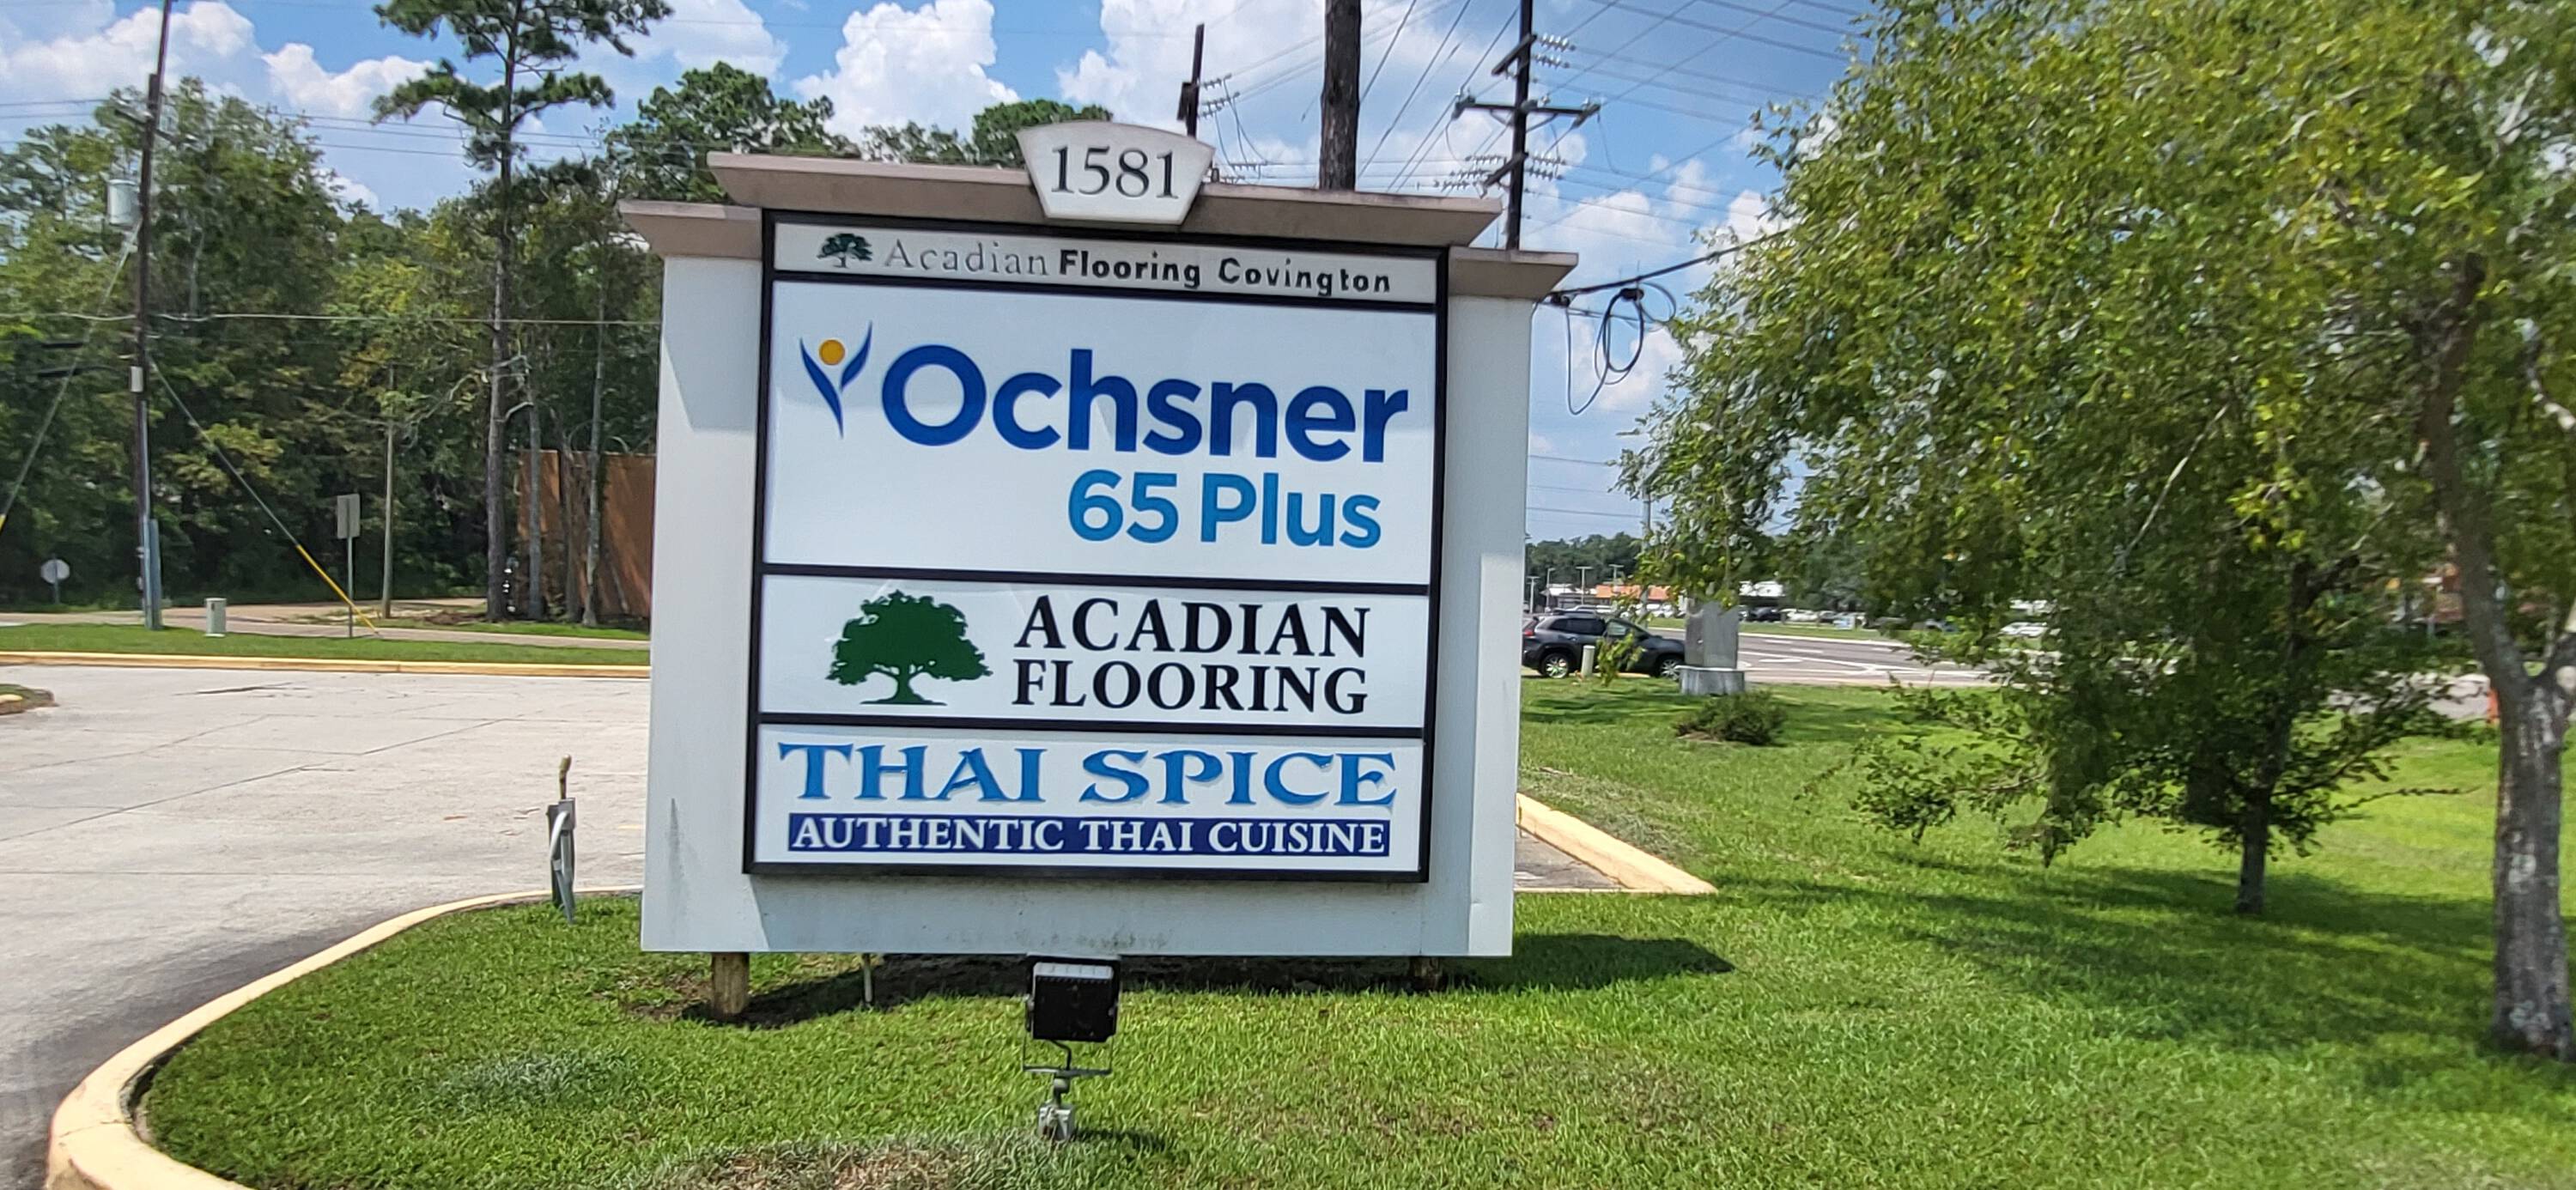 1581
Acadian Flooring Covington
Ochsner
65 Plus
ACADIAN
FLOORING
THAI SPICE
AUTHENTIC THAI CUISINE